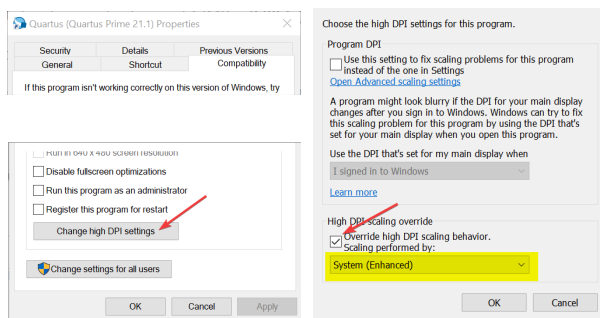 Quartus (Quartus Prime 21.1) Properties
Security Details Previous Versions
General Shortcut Compatibility
If this program isn't working correctly on this version of Windows, try
Run in 640 x 480 screen resolution
Disable fullscreen optimizations
Run this program as an administrator
Register this program for restart
Change high DPI settings
Change settings for all users
OK Cancel Apply
Choose the high DPI settings for this program.
Program DPI
Use this setting to fix scaling problems for this program
instead of the one in Settings
Open Advanced scaling settings
A program might look blurry if the DPI for your main display
changes after you sign in to Windows. Windows can try to fix
this scaling problem for this program by using the DPI that's
set for your main display when you open this program.
Use the DPI that's set for my main display when
I signed in to Windows
Learn more
High DPI scaling override
Override high DPI scaling behavior.
Scaling performed by:
System (Enhanced)
OK Cancel